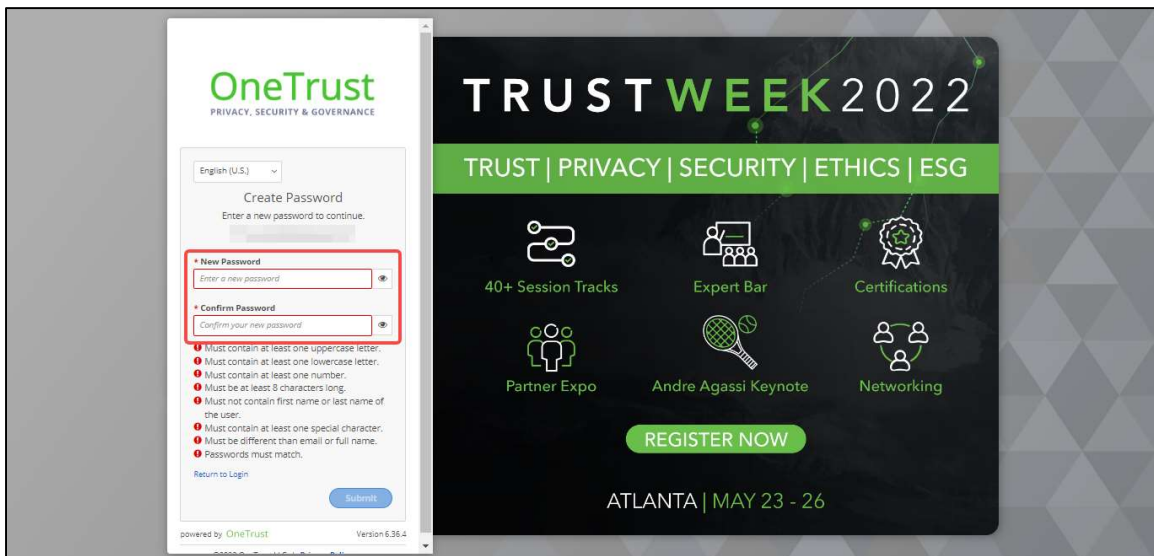 OneTrust
PRIVACY, SECURITY & GOVERNANCE
English (U.S.)
Create Password
Enter a new password to continue.
* New Password
Enter a new password
* Confirm Password
Confirm your new password
Must contain at least one uppercase letter.
Must contain at least one lowercase letter.
Must contain at least one number.
Must be at least 8 characters long.
Must not contain first name or last name of
the user.
Must contain at least one special character.
Must be different than email or full name.
Passwords must match.
Return to Login
Submit
powered by OneTrust
Version 6.36.4
TRUST WEEK 2022
TRUST | PRIVACY | SECURITY | ETHICS | ESG
40+ Session Tracks
Expert Bar
Certifications
Partner Expo
Andre Agassi Keynote
Networking
REGISTER NOW
ATLANTA | MAY 23 - 26